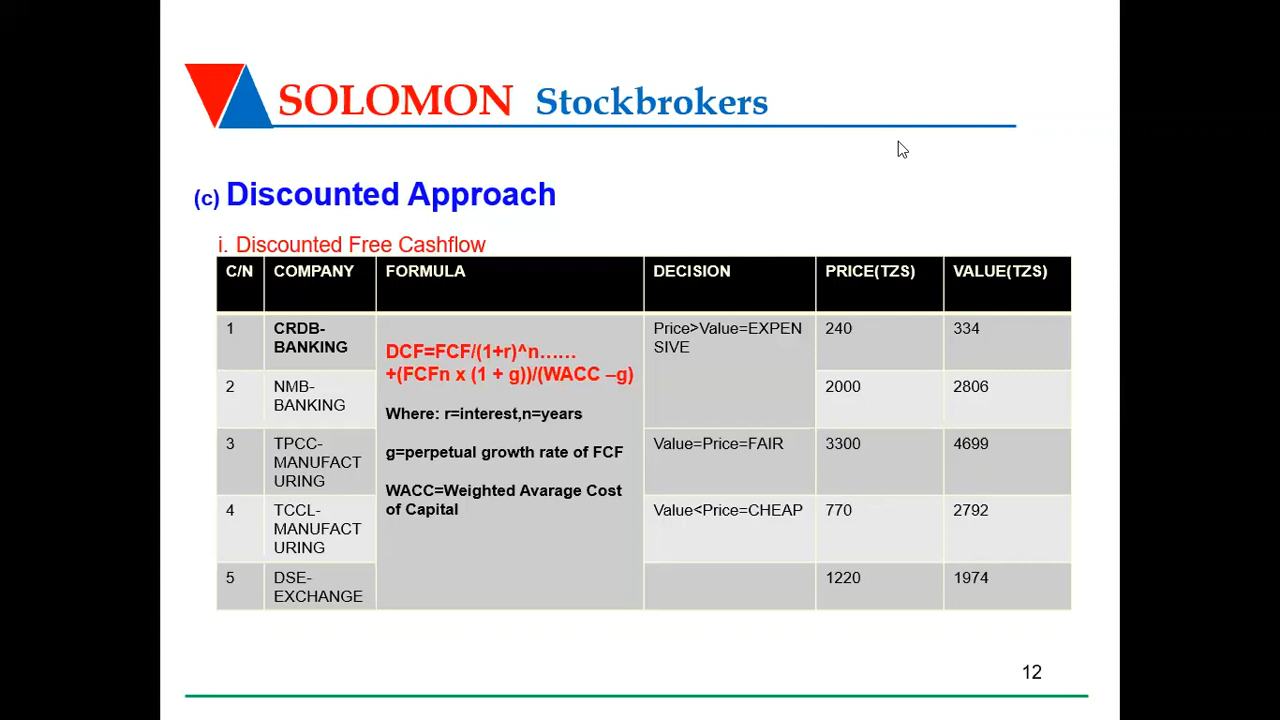 SOLOMON Stockbrokers
(c) Discounted Approach
i. Discounted Free Cashflow
C/N COMPANY FORMULA DECISION PRICE(TZS) VALUE(TZS)
1 CRDB-
BANKING
DCF=FCF/(1+r)^n......
+(FCFn x (1 + g))/(WACC –g)
Where: r=interest,n=years
g=perpetual growth rate of FCF
WACC=Weighted Avarage Cost
of Capital
Price>Value=EXPEN
SIVE
240 334
2 NMB-
BANKING
2000 2806
3 TPCC-
MANUFACT
URING
Value=Price=FAIR 3300 4699
4 TCCL-
MANUFACT
URING
Value<Price=CHEAP 770 2792
5 DSE-
EXCHANGE
1220 1974
12